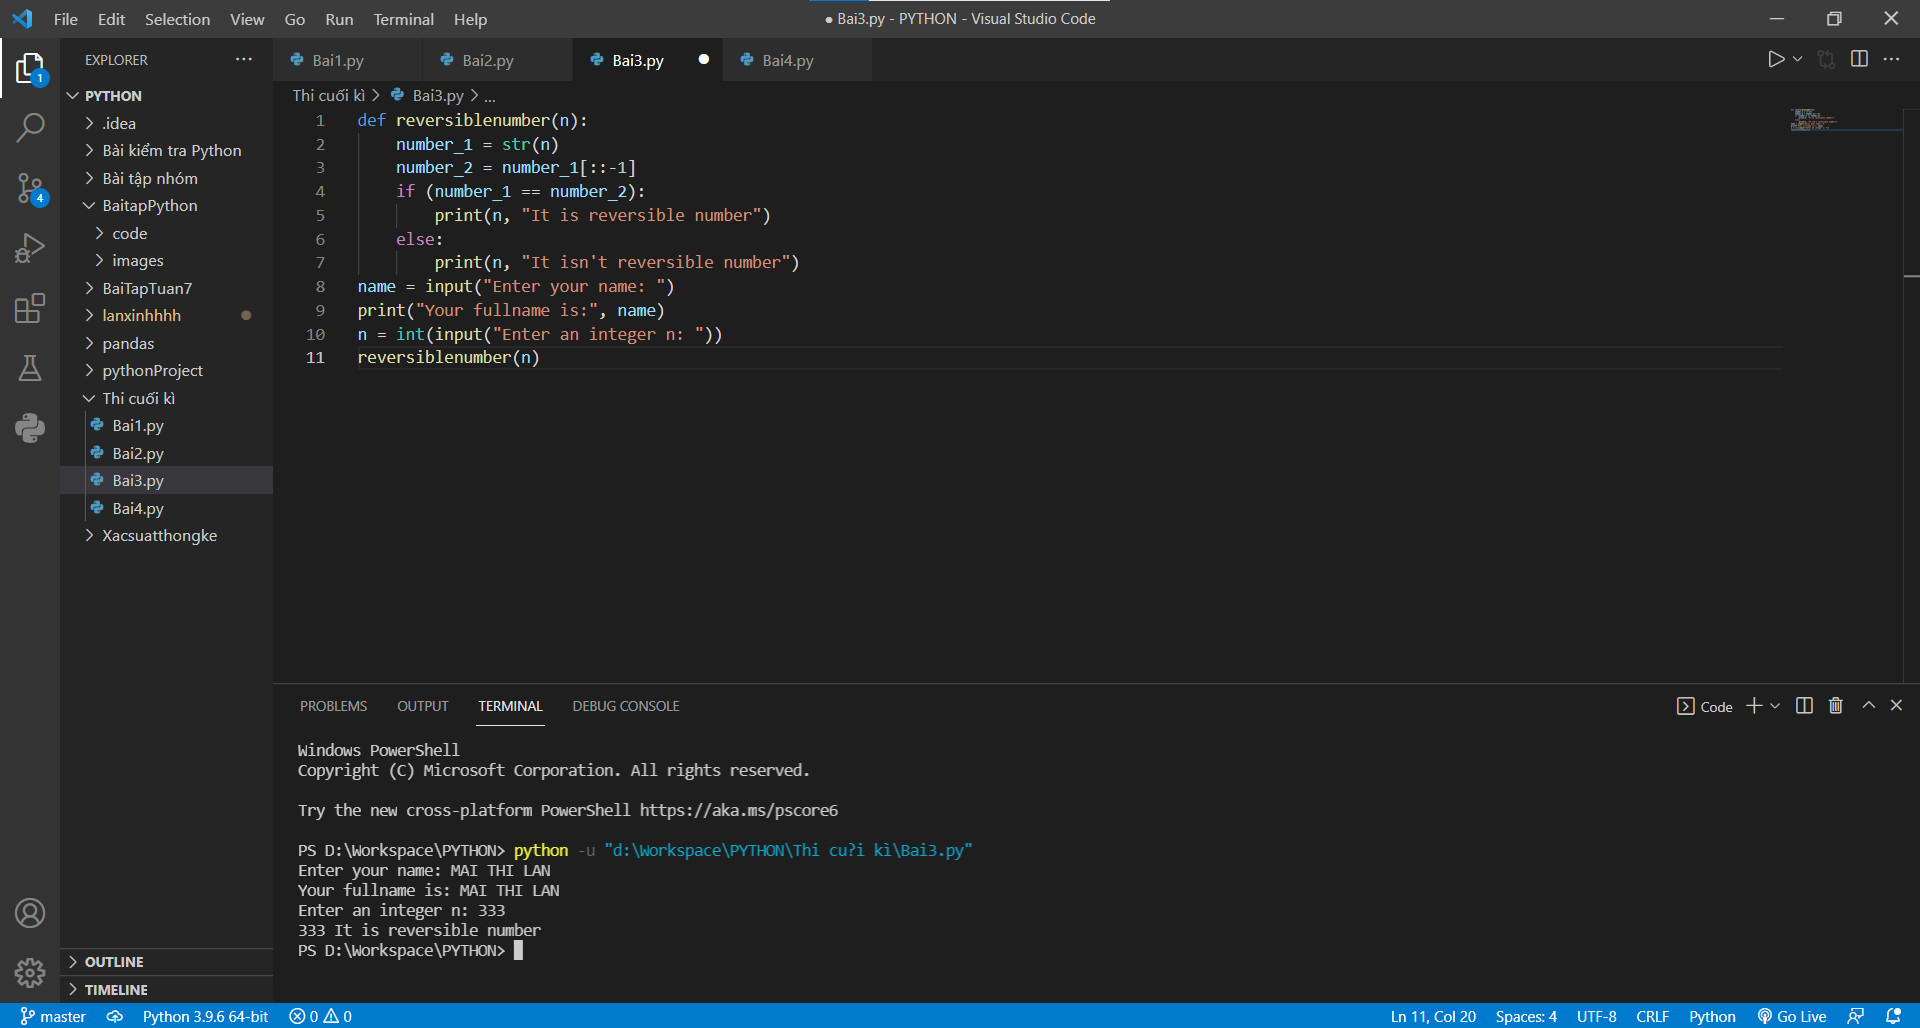 File Edit Selection View Go Run Terminal Help
● Bai3.py - PYTHON - Visual Studio Code
EXPLORER
Bai1.py
Bai2.py
Bai3.py
Bai4.py
1
4
PYTHON
.idea
Bài kiểm tra Python
Bài tập nhóm
BaitapPython
code
images
BaiTapTuan7
lanxinhhhh
pandas
pythonProject
Thi cuối kì
Bai1.py
Bai2.py
Bai3.py
Bai4.py
Xacsuatthongke
OUTLINE
TIMELINE
Thi cuối kì > Bai3.py > ...
1 def reversiblenumber(n):
2 number_1 = str(n)
3 number_2 = number_1[::-1]
4 if (number_1 == number_2):
5 print(n, "It is reversible number")
6 else:
7 print(n, "It isn't reversible number")
8 name = input("Enter your name: ")
9 print("Your fullname is:", name)
10 n = int(input("Enter an integer n: "))
11 reversiblenumber(n)
PROBLEMS OUTPUT TERMINAL DEBUG CONSOLE
Code
Windows PowerShell
Copyright (C) Microsoft Corporation. All rights reserved.
Try the new cross-platform PowerShell https://aka.ms/pscore6
PS D:\Workspace\PYTHON> python -u "d:\Workspace\PYTHON\Thi cu?i kì\Bai3.py"
Enter your name: MAI THI LAN
Your fullname is: MAI THI LAN
Enter an integer n: 333
333 It is reversible number
PS D:\Workspace\PYTHON>
master Python 3.9.6 64-bit 0 0 Ln 11, Col 20 Spaces: 4 UTF-8 CRLF Python Go Live